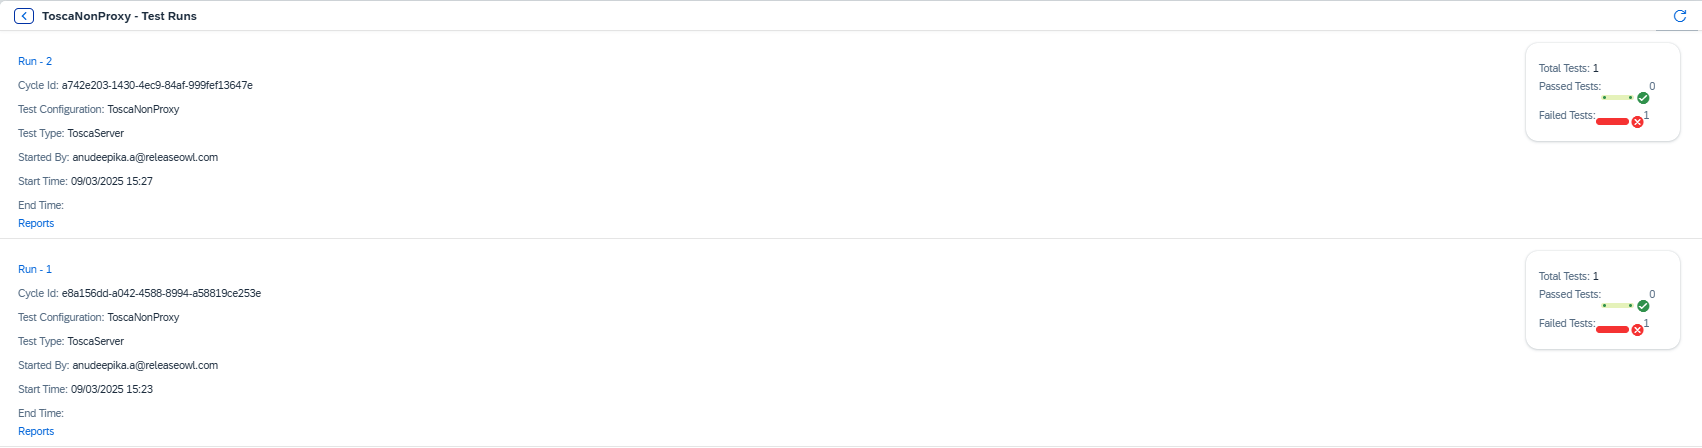 ToscaNonProxy - Test Runs
Run - 2
Cycle Id: a742e203-1430-4ec9-84af-999fef13647e
Test Configuration: ToscaNonProxy
Test Type: ToscaServer
Started By: anudeepika.a@releaseowl.com
Start Time: 09/03/2025 15:27
End Time:
Reports
Total Tests: 1
Passed Tests: 0
Failed Tests: 1
Run - 1
Cycle Id: e8a156dd-a042-4588-8994-a58819ce253e
Test Configuration: ToscaNonProxy
Test Type: ToscaServer
Started By: anudeepika.a@releaseowl.com
Start Time: 09/03/2025 15:23
End Time:
Reports
Total Tests: 1
Passed Tests: 0
Failed Tests: 1